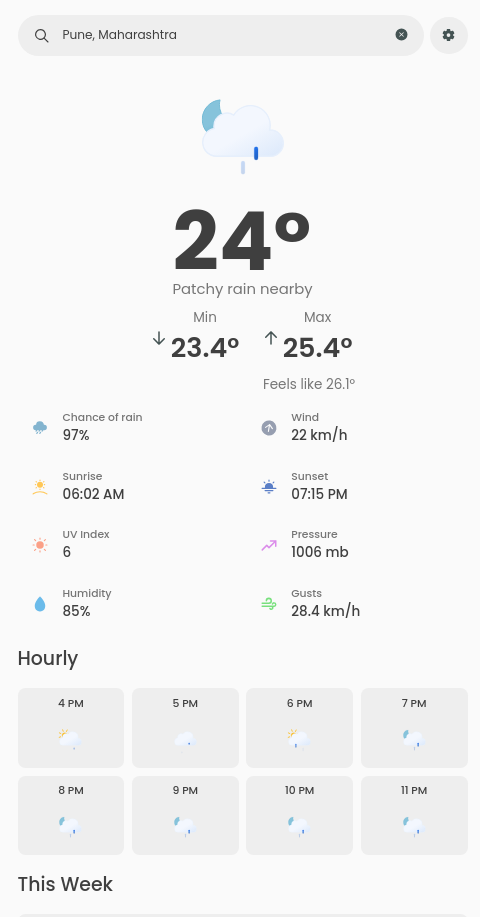 Pune, Maharashtra
24°
Patchy rain nearby
Min Max
23.4° 25.4°
Feels like 26.1°
Chance of rain
97%
Wind
22 km/h
Sunrise
06:02 AM
Sunset
07:15 PM
UV Index
6
Pressure
1006 mb
Humidity
85%
Gusts
28.4 km/h
Hourly
4 PM 5 PM 6 PM 7 PM
8 PM 9 PM 10 PM 11 PM
This Week